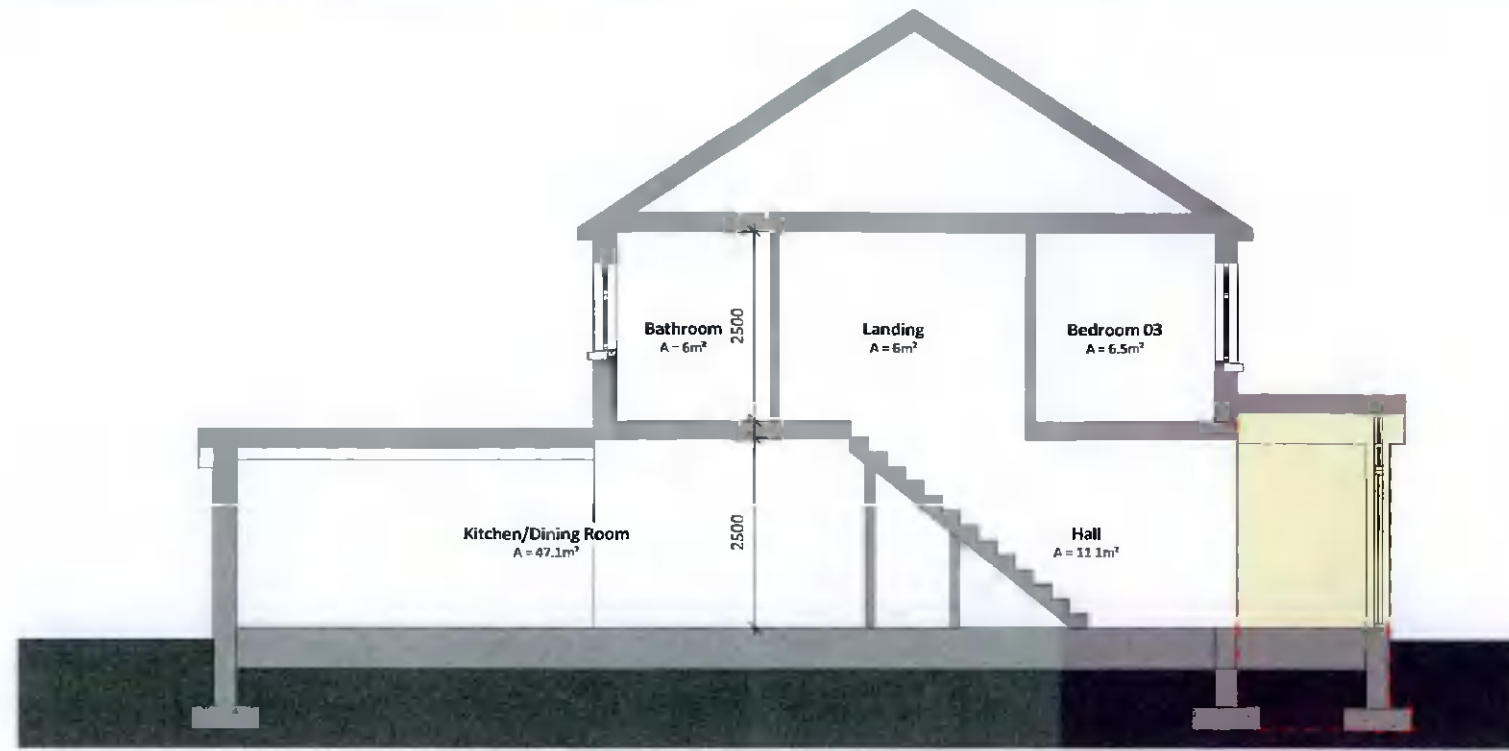 Bathroom
A = 6m²
2500
Landing
A = 6m²
Bedroom 03
A = 6.5m²
Kitchen/Dining Room
A = 47.1m²
2500
Hall
A = 11.1m²